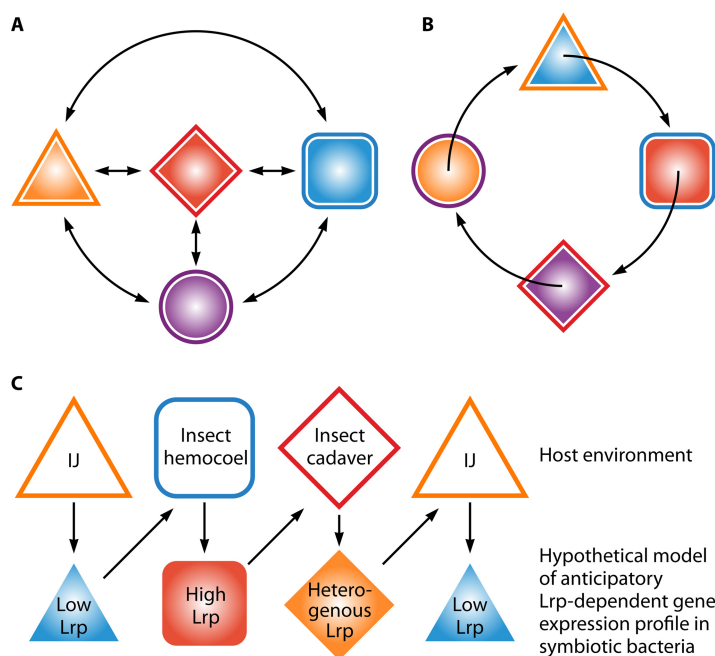 A
B
C
IJ
Insect
hemocoel
Insect
cadaver
IJ
Host environment
Low
Lrp
High
Lrp
Hetero-
genous
Lrp
Low
Lrp
Hypothetical model
of anticipatory
Lrp-dependent gene
expression profile in
symbiotic bacteria